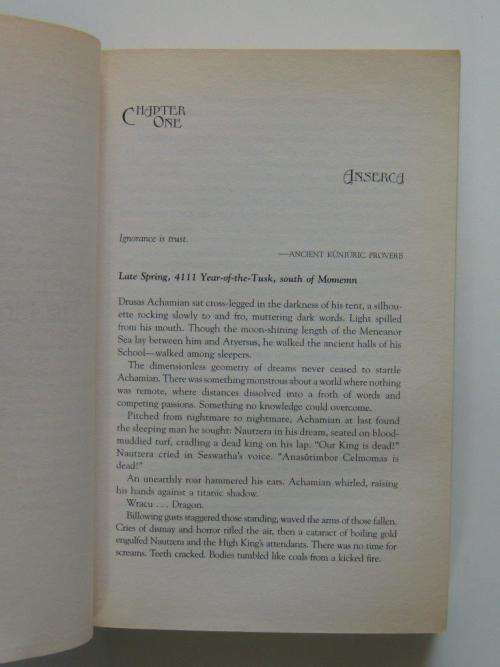 CHAPTER
ONE
ANSERCA
Ignorance is trust.
—ANCIENT KÛNIÜRIC PROVERB
Late Spring, 4111 Year-of-the-Tusk, south of Momemn
Drusas Achamian sat cross-legged in the darkness of his tent, a silhou-
ette rocking slowly to and fro, muttering dark words. Light spilled
from his mouth. Though the moon-shining length of the Meneanor
Sea lay between him and Atyersus, he walked the ancient halls of his
School—walked among sleepers.
The dimensionless geometry of dreams never ceased to startle
Achamian. There was something monstrous about a world where nothing
was remote, where distances dissolved into a froth of words and
competing passions. Something no knowledge could overcome.
Pitched from nightmare to nightmare, Achamian at last found
the sleeping man he sought: Nautzera in his dream, seated on blood-
muddied turf, cradling a dead king on his lap. "Our King is dead!"
Nautzera cried in Seswatha's voice. "Anasûrimbor Celmomas is
dead!"
An unearthly roar hammered his ears. Achamian whirled, raising
his hands against a titanic shadow.
Wracu . . . Dragon.
Billowing gusts staggered those standing, waved the arms of those fallen.
Cries of dismay and horror rifled the air, then a cataract of boiling gold
engulfed Nautzera and the High King's attendants. There was no time for
screams. Teeth cracked. Bodies tumbled like coals from a kicked fire.